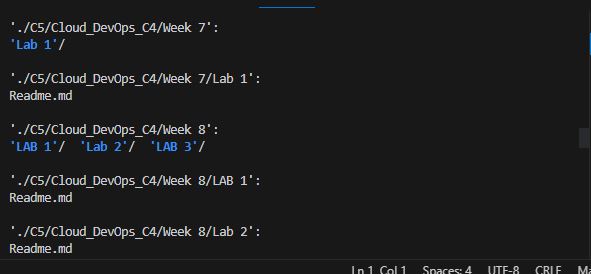 './C5/Cloud_DevOps_C4/Week 7':
'Lab 1'/
'./C5/Cloud_DevOps_C4/Week 7/Lab 1':
Readme.md
'./C5/Cloud_DevOps_C4/Week 8':
'LAB 1'/  'Lab 2'/  'LAB 3'/
'./C5/Cloud_DevOps_C4/Week 8/LAB 1':
Readme.md
'./C5/Cloud_DevOps_C4/Week 8/Lab 2':
Readme.md
Ln 1, Col 1 Spaces: 4 UTF-8 CRLF